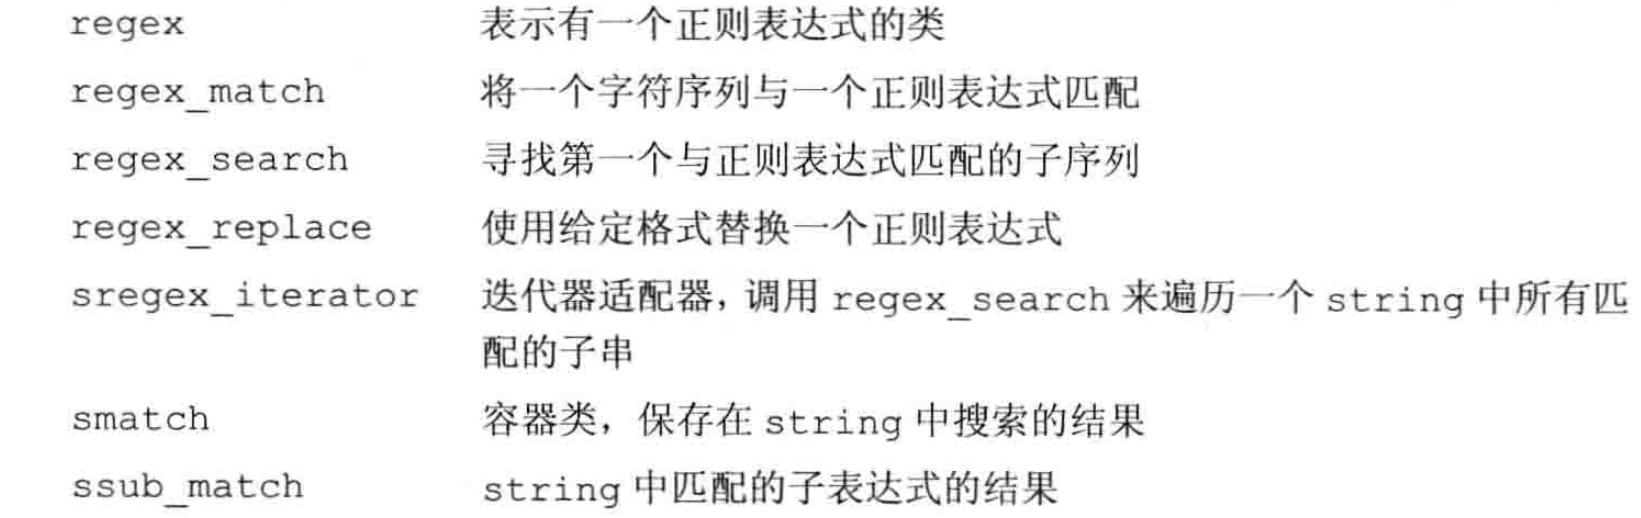 regex 表示有一个正则表达式的类
regex_match 将一个字符序列与一个正则表达式匹配
regex_search 寻找第一个与正则表达式匹配的子序列
regex_replace 使用给定格式替换一个正则表达式
sregex_iterator 迭代器适配器，调用 regex_search 来遍历一个 string 中所有匹
配的子串
smatch 容器类，保存在 string 中搜索的结果
ssub_match string 中匹配的子表达式的结果